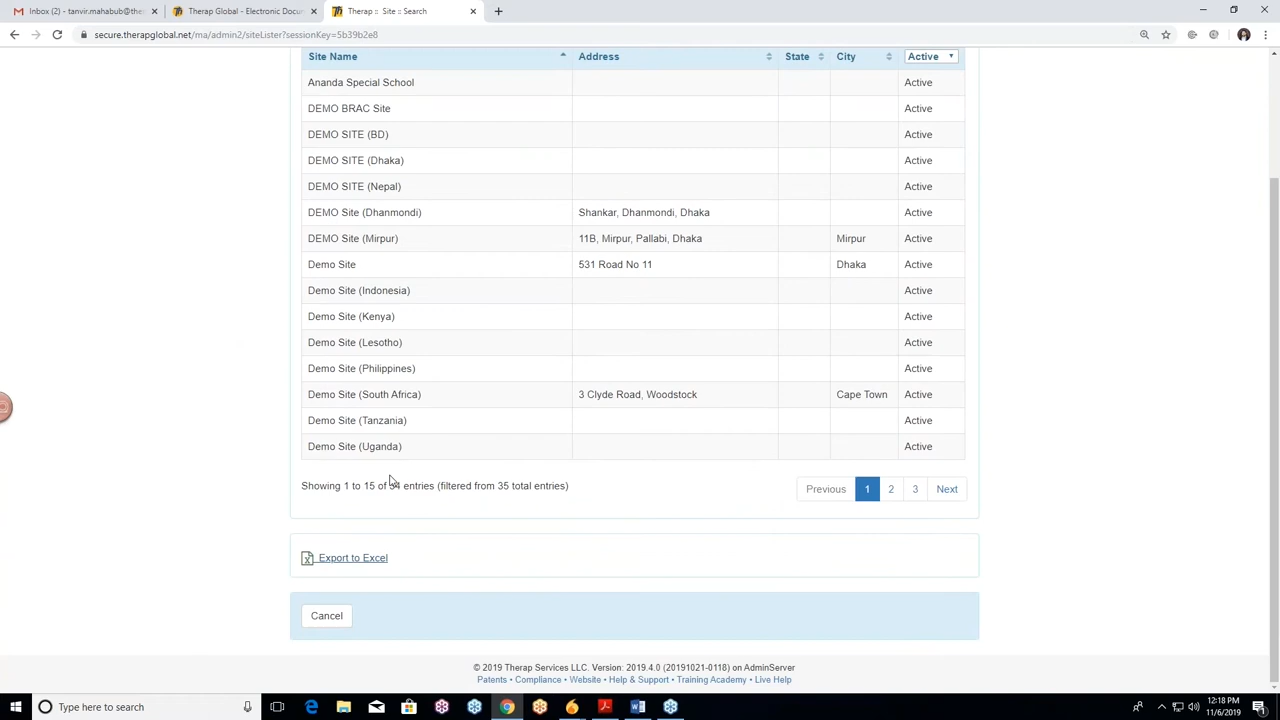 Inbox (2) - tanvir.mahabub@the
Therap Global - Electronic Docum
Therap :: Site :: Search
secure.therapglobal.net/ma/admin2/siteLister?sessionKey=5b39b2e8
Site Name Address State City Active
Ananda Special School Active
DEMO BRAC Site Active
DEMO SITE (BD) Active
DEMO SITE (Dhaka) Active
DEMO SITE (Nepal) Active
DEMO Site (Dhanmondi) Shankar, Dhanmondi, Dhaka Active
DEMO Site (Mirpur) 11B, Mirpur, Pallabi, Dhaka Mirpur Active
Demo Site 531 Road No 11 Dhaka Active
Demo Site (Indonesia) Active
Demo Site (Kenya) Active
Demo Site (Lesotho) Active
Demo Site (Philippines) Active
Demo Site (South Africa) 3 Clyde Road, Woodstock Cape Town Active
Demo Site (Tanzania) Active
Demo Site (Uganda) Active
Showing 1 to 15 of 34 entries (filtered from 35 total entries) Previous 1 2 3 Next
Export to Excel
Cancel
© 2019 Therap Services LLC. Version: 2019.4.0 (20191021-0118) on AdminServer
Patents • Compliance • Website • Help & Support • Training Academy • Live Help
Type here to search
12:18 PM
11/6/2019